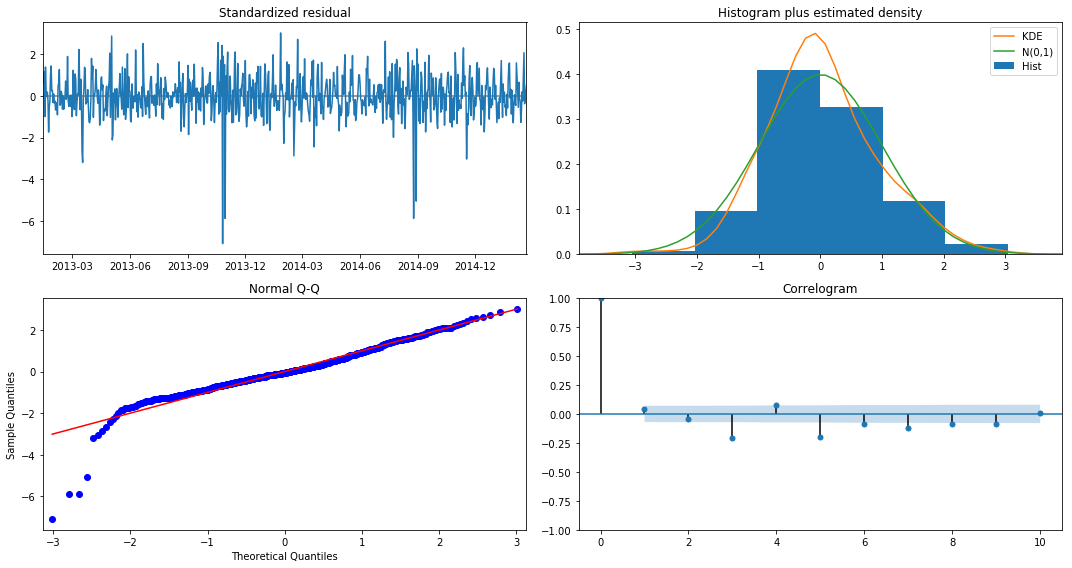 Standardized residual
2
0
−2
−4
−6
2013-03 2013-06 2013-09 2013-12 2014-03 2014-06 2014-09 2014-12
Histogram plus estimated density
0.5
0.4
0.3
0.2
0.1
0.0
−3 −2 −1 0 1 2 3
KDE
N(0,1)
Hist
Normal Q-Q
Sample Quantiles
2
0
−2
−4
−6
−3 −2 −1 0 1 2 3
Theoretical Quantiles
Correlogram
1.00
0.75
0.50
0.25
0.00
−0.25
−0.50
−0.75
−1.00
0 2 4 6 8 10